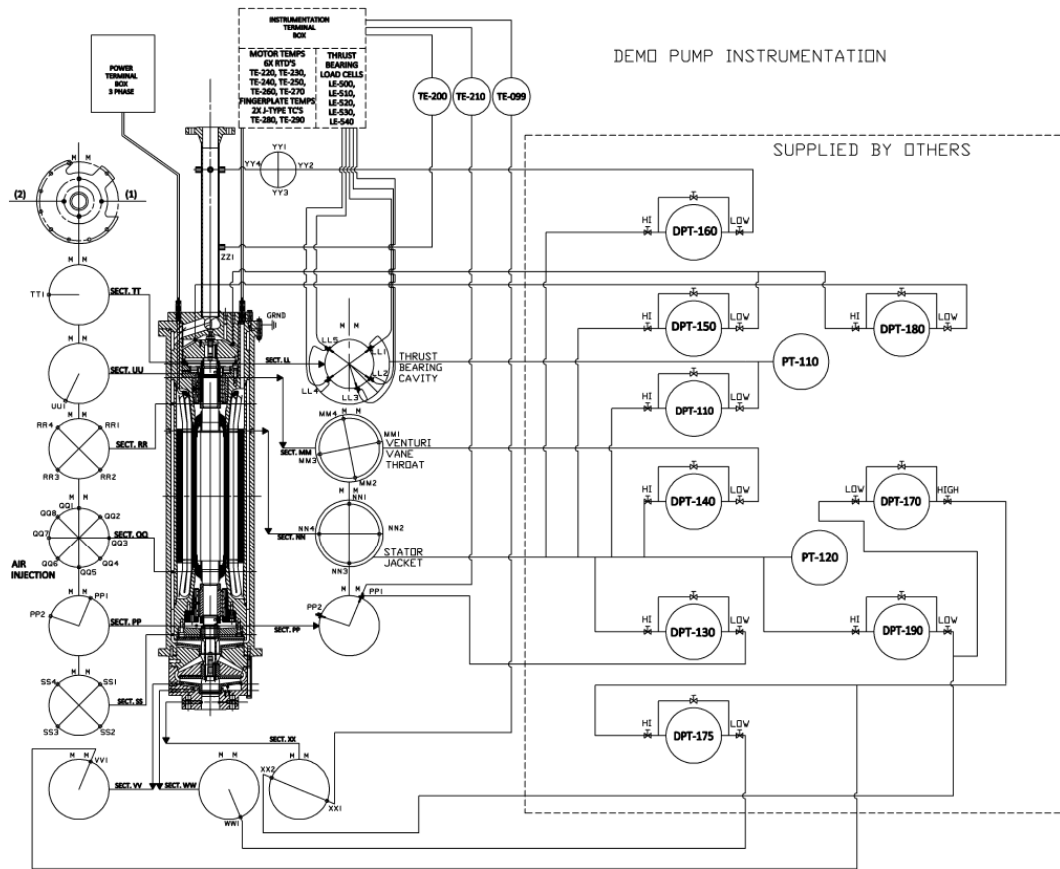 DEMO PUMP INSTRUMENTATION
SUPPLIED BY OTHERS
INSTRUMENTATION
TERMINAL
BOX
MOTOR TEMPS
6X RTD'S
TE-220, TE-230,
TE-240, TE-250,
TE-260, TE-270
FINGERPLATE TEMPS
2X J-TYPE TC'S
TE-280, TE-290
THRUST
BEARING
LOAD CELLS
LE-500,
LE-510,
LE-520,
LE-530,
LE-540
POWER
TERMINAL
BOX
3 PHASE
TE-200
TE-210
TE-099
YY1
YY4
YY2
YY3
ZZ1
M M
(2)
(1)
M M
TT1
SECT. TT
M M
SECT. UU
UU1
M M
RR4
RR1
SECT. RR
RR3
RR2
M M
QQ1
QQ8
QQ2
QQ7
QQ3
SECT. QQ
QQ6
QQ4
QQ5
AIR
INJECTION
M M
PP1
PP2
SECT. PP
M M
SS4
SS1
SECT. SS
SS3
SS2
M M
VV1
SECT. VV
SECT. WW
M M
WW1
SECT. XX
M M
XX2
XX1
GRND
M M
LL5
LL1
SECT. LL
LL2
LL4
LL3
THRUST
BEARING
CAVITY
M M
MM4
MM1
SECT. MM
MM3
MM2
VENTURI
VANE
THROAT
M M
NN1
NN4
NN2
SECT. NN
NN3
STATOR
JACKET
M M
PP1
PP2
SECT. PP
HI
DPT-160
LOW
HI
DPT-150
LOW
HI
DPT-180
LOW
PT-110
HI
DPT-110
LOW
HI
DPT-140
LOW
LOW
DPT-170
HIGH
PT-120
HI
DPT-130
LOW
HI
DPT-190
LOW
HI
DPT-175
LOW